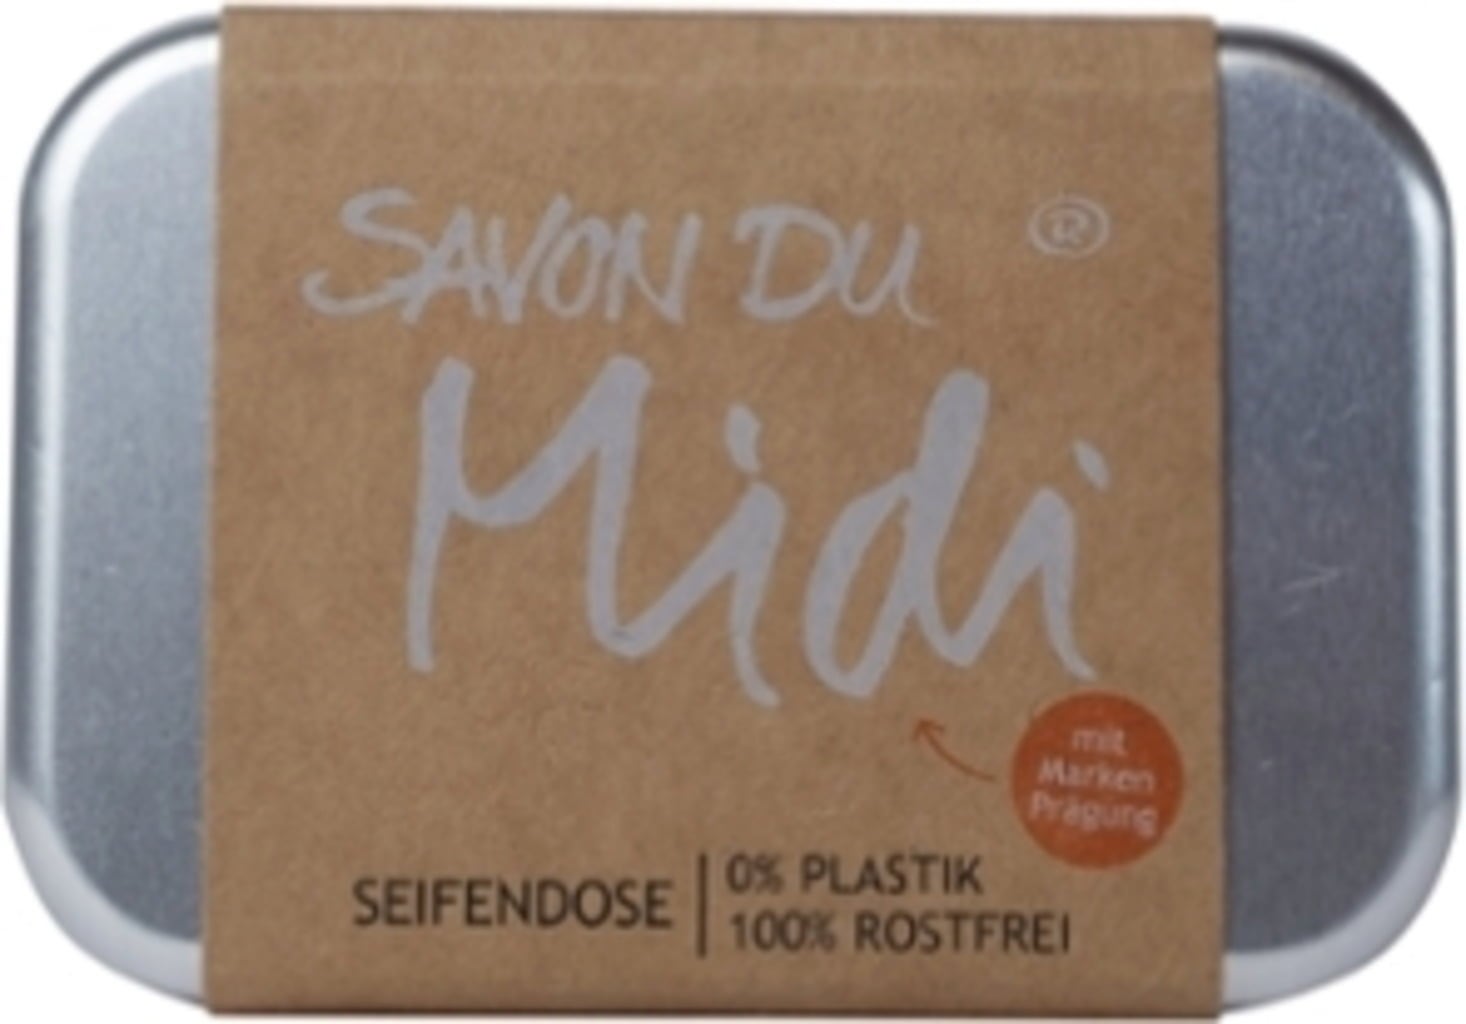 SAVON DU ®
Midi
mit
Marken
Prägung
SEIFENDOSE
0% PLASTIK
100% ROSTFREI